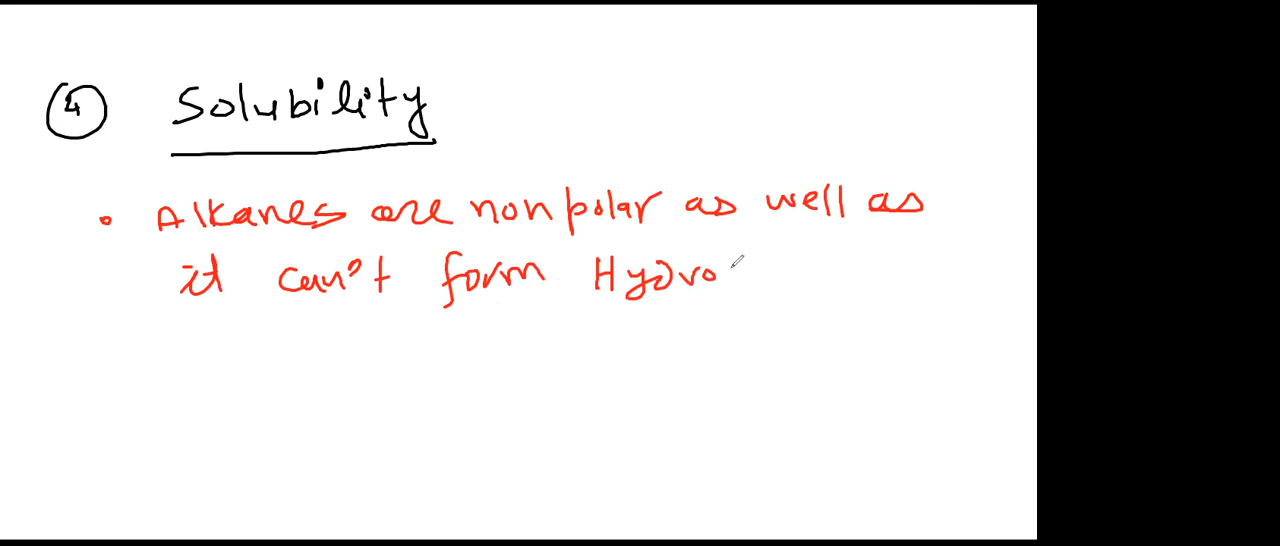 4 Solubility
• Alkanes are nonpolar as well as
it can't form Hydro